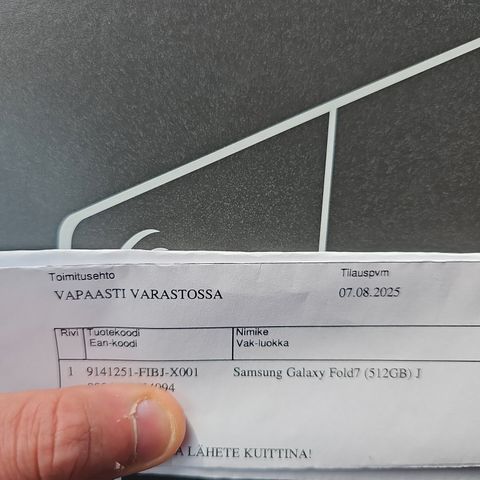 Toimitusehto Tilauspvm
VAPAASTI VARASTOSSA 07.08.2025
Rivi Tuotekoodi Nimike
Ean-koodi Vak-luokka
1 9141251-FIBJ-X001 Samsung Galaxy Fold7 (512GB) J
LÄHETE KUITTINA!